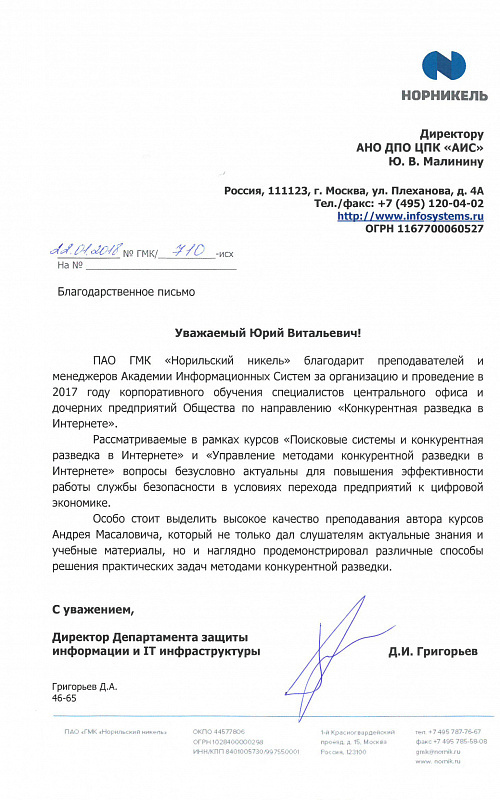 НОРНИКЕЛЬ
Директору
АНО ДПО ЦПК «АИС»
Ю. В. Малинину
Россия, 111123, г. Москва, ул. Плеханова, д. 4А
Тел./факс: +7 (495) 120-04-02
http://www.infosystems.ru
ОГРН 1167700060527
22.01.2018 № ГМК/ 710 -исх
На №
Благодарственное письмо
Уважаемый Юрий Витальевич!
ПАО ГМК «Норильский никель» благодарит преподавателей и
менеджеров Академии Информационных Систем за организацию и проведение в
2017 году корпоративного обучения специалистов центрального офиса и
дочерних предприятий Общества по направлению «Конкурентная разведка в
Интернете».
Рассматриваемые в рамках курсов «Поисковые системы и конкурентная
разведка в Интернете» и «Управление методами конкурентной разведки в
Интернете» вопросы безусловно актуальны для повышения эффективности
работы службы безопасности в условиях перехода предприятий к цифровой
экономике.
Особо стоит выделить высокое качество преподавания автора курсов
Андрея Масаловича, который не только дал слушателям актуальные знания и
учебные материалы, но и наглядно продемонстрировал различные способы
решения практических задач методами конкурентной разведки.
С уважением,
Директор Департамента защиты
информации и IT инфраструктуры
Д.И. Григорьев
Григорьев Д.А.
46-65
ПАО «ГМК «Норильский никель»
ОКПО 44577806
ОГРН 1028400000298
ИНН/КПП 8401005730/997550001
1-й Красногвардейский
проезд, д. 15, Москва
Россия, 123100
тел. +7 495 787-76-67
факс +7 495 785-58-08
gmk@nornik.ru
www. nornik.ru